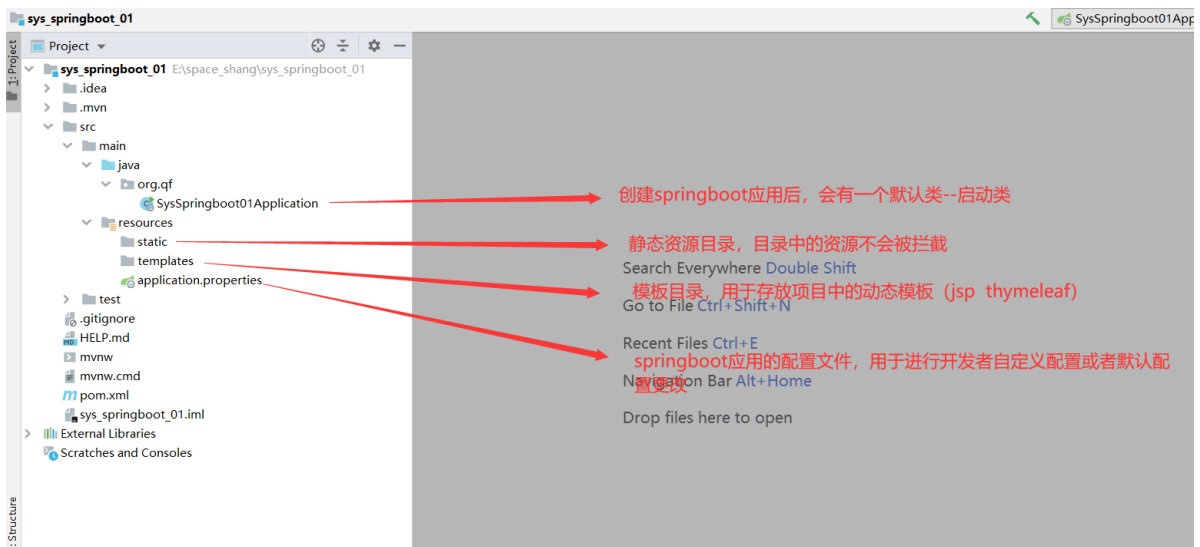 sys_springboot_01
SysSpringboot01App
1: Project
Project
sys_springboot_01 E:\space_shang\sys_springboot_01
.idea
.mvn
src
main
java
org.qf
SysSpringboot01Application
创建springboot应用后，会有一个默认类--启动类
resources
static
静态资源目录，目录中的资源不会被拦截
templates
Search Everywhere Double Shift
application.properties
模板目录，用于存放项目中的动态模板（jsp thymeleaf）
test
Go to File Ctrl+Shift+N
.gitignore
HELP.md
Recent Files Ctrl+E
mvnw
springboot应用的配置文件，用于进行开发者自定义配置或者默认配
置更改
mvnw.cmd
Navigation Bar Alt+Home
pom.xml
sys_springboot_01.iml
Drop files here to open
External Libraries
Scratches and Consoles
Structure